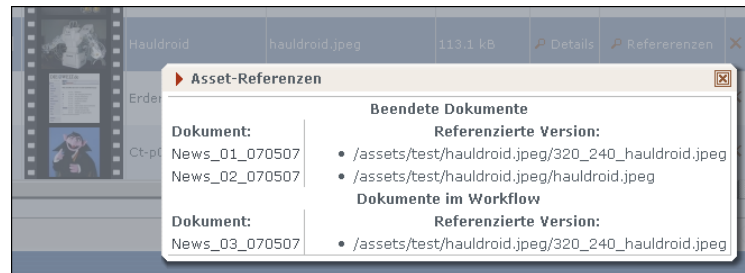 Hauldroid hauldroid.jpeg 113.1 kB Details Refererenzen
Asset-Referenzen
Beendete Dokumente
Dokument: Referenzierte Version:
News_01_070507 • /assets/test/hauldroid.jpeg/320_240_hauldroid.jpeg
News_02_070507 • /assets/test/hauldroid.jpeg/hauldroid.jpeg
Dokumente im Workflow
Dokument: Referenzierte Version:
News_03_070507 • /assets/test/hauldroid.jpeg/320_240_hauldroid.jpeg